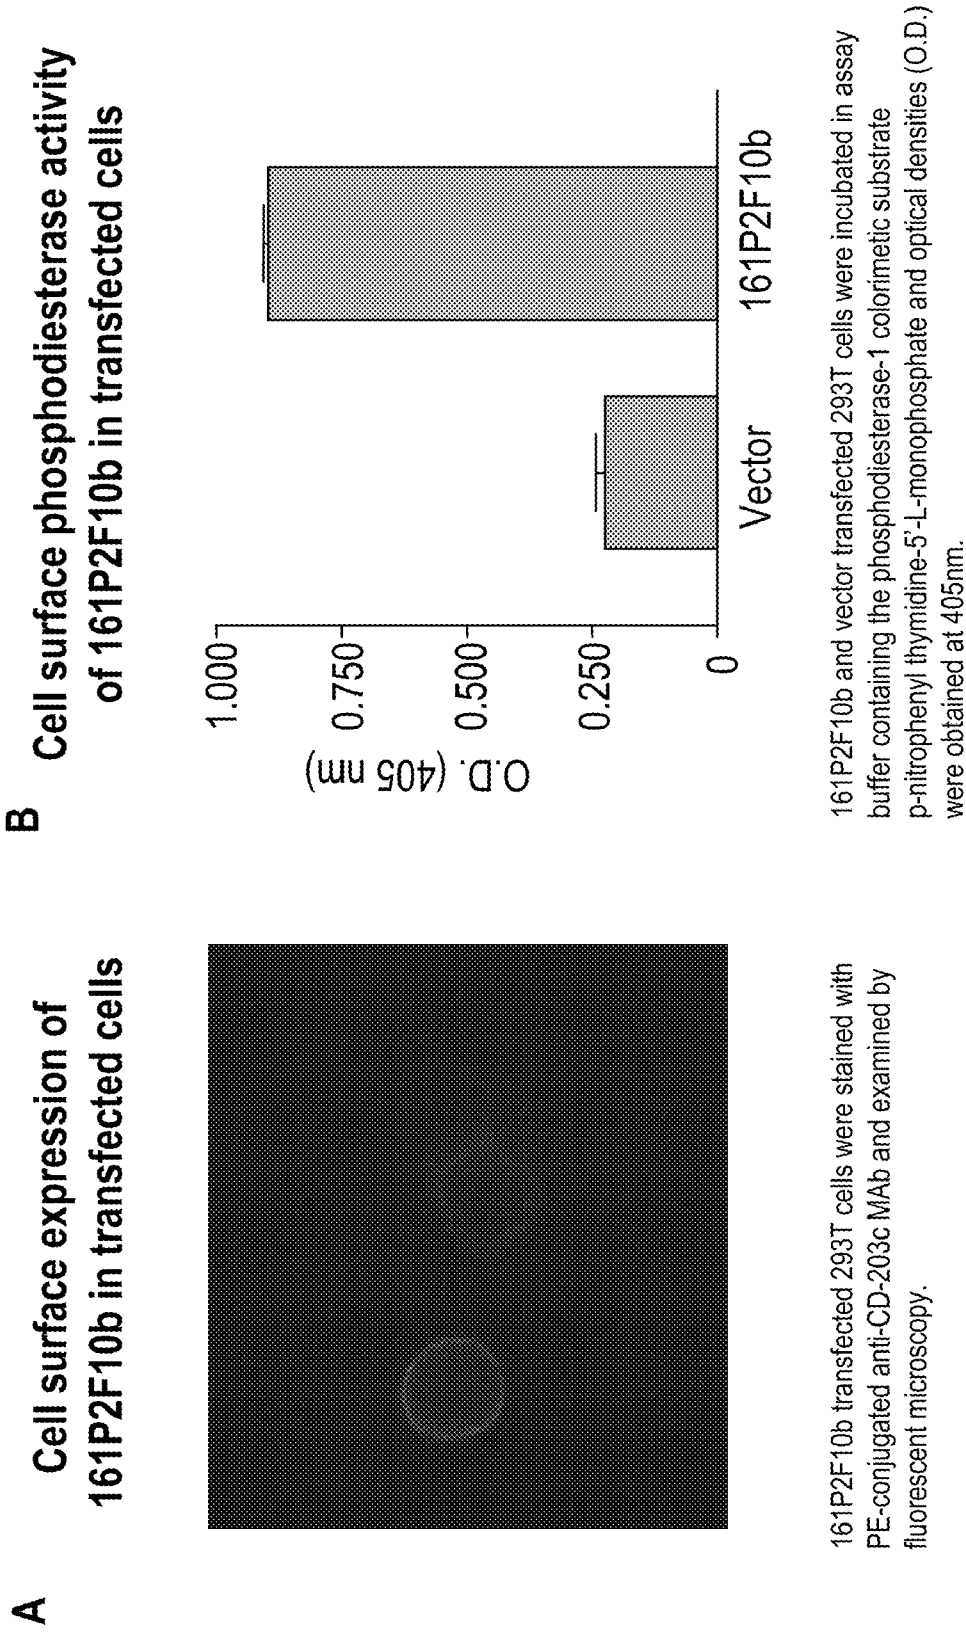 A
Cell surface expression of
161P2F10b in transfected cells
161P2F10b transfected 293T cells were stained with
PE-conjugated anti-CD-203c MAb and examined by
fluorescent microscopy.
B
Cell surface phosphodiesterase activity
of 161P2F10b in transfected cells
O.D. (405 nm)
1.000
0.750
0.500
0.250
0
Vector
161P2F10b
161P2F10b and vector transfected 293T cells were incubated in assay
buffer containing the phosphodiesterase-1 colorimetic substrate
p-nitrophenyl thymidine-5’-L-monophosphate and optical densities (O.D.)
were obtained at 405nm.